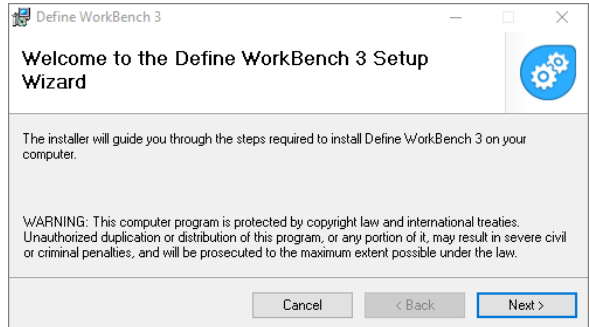 Define WorkBench 3
Welcome to the Define WorkBench 3 Setup
Wizard
The installer will guide you through the steps required to install Define WorkBench 3 on your
computer.
WARNING: This computer program is protected by copyright law and international treaties.
Unauthorized duplication or distribution of this program, or any portion of it, may result in severe civil
or criminal penalties, and will be prosecuted to the maximum extent possible under the law.
Cancel < Back Next >